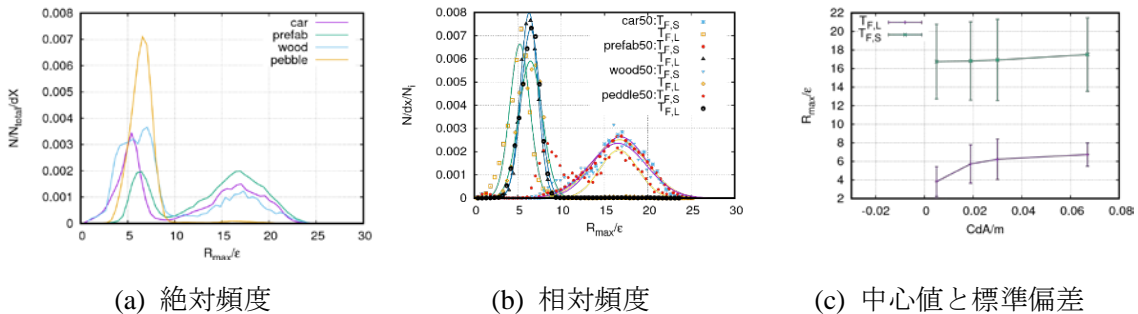 car
prefab
wood
pebble
N/N_total/dX
0.008
0.007
0.006
0.005
0.004
0.003
0.002
0.001
0
0 5 10 15 20 25 30
R_max/ε
car50:T_F,S
T_F,L
prefab50:T_F,S
T_F,L
wood50:T_F,S
T_F,L
peddle50:T_F,S
T_F,L
N/dx/N_i
0.008
0.007
0.006
0.005
0.004
0.003
0.002
0.001
0
0 5 10 15 20 25 30
R_max/ε
T_F,L
T_F,S
R_max/ε
22
20
18
16
14
12
10
8
6
4
2
-0.02 0 0.02 0.04 0.06 0.08
CdA/m
(a) 絶対頻度
(b) 相対頻度
(c) 中心値と標準偏差